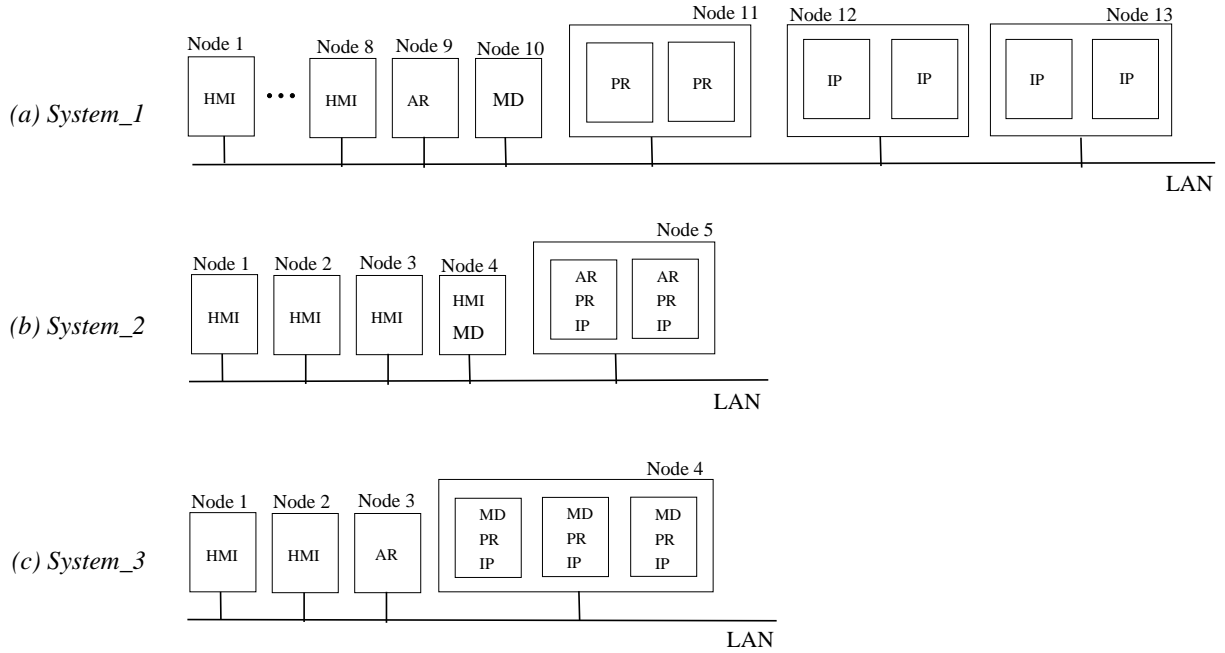 Node 11 Node 12 Node 13
Node 1 Node 8 Node 9 Node 10
HMI ... HMI AR MD PR PR IP IP IP IP
(a) System_1
LAN
Node 5
Node 1 Node 2 Node 3 Node 4
AR AR
HMI HMI HMI HMI PR PR
(b) System_2
MD IP IP
LAN
Node 4
Node 1 Node 2 Node 3
MD MD MD
HMI HMI AR PR PR PR
(c) System_3
IP IP IP
LAN